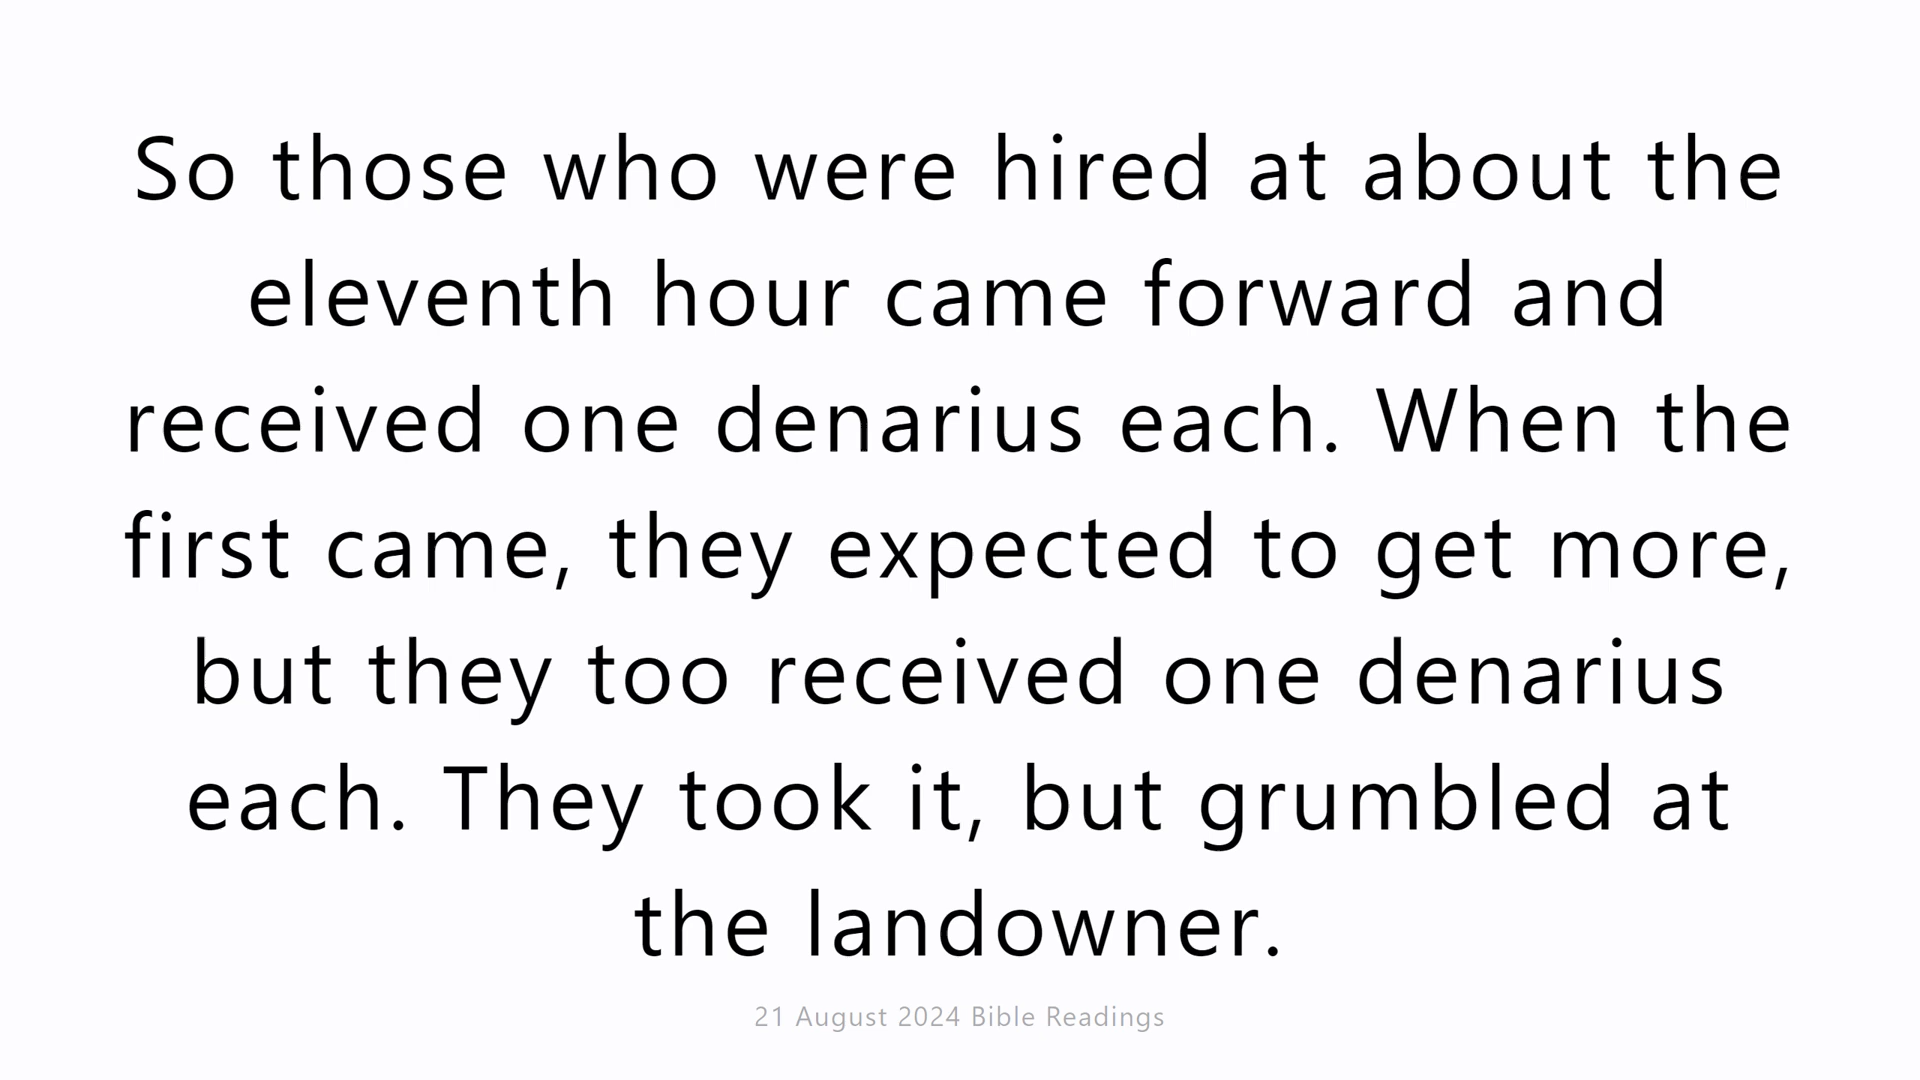 So those who were hired at about the
eleventh hour came forward and
received one denarius each. When the
first came, they expected to get more,
but they too received one denarius
each. They took it, but grumbled at
the landowner.
21 August 2024 Bible Readings